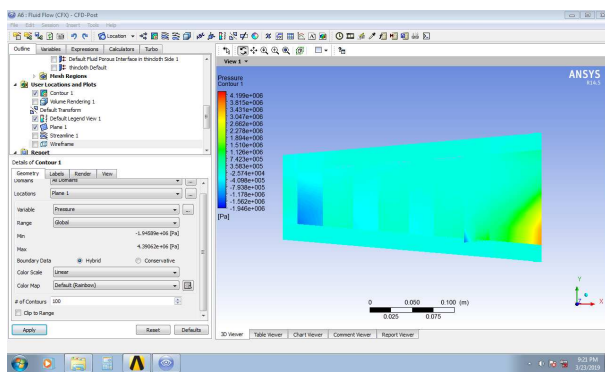 A6 : Fluid Flow (CFX) - CFD-Post
File Edit Session Insert Tools Help
Location
Outline Variables Expressions Calculators Turbo
Default Fluid Porous Interface in thincloth Side 1
thincloth Default
Mesh Regions
User Locations and Plots
Contour 1
Volume Rendering 1
Default Transform
Default Legend View 1
Plane 1
Streamline 1
Wireframe
Report
Details of Contour 1
Geometry Labels Render View
Domains All Domains ...
Locations Plane 1 ...
Variable Pressure ...
Range Global
Min -1.94589e+06 [Pa]
Max 4.39062e+06 [Pa]
Boundary Data Hybrid Conservative
Color Scale Linear
Color Map Default (Rainbow)
# of Contours 100
Clip to Range
Apply Reset Defaults
View 1
Pressure
Contour 1
4.199e+006
3.815e+006
3.431e+006
3.047e+006
2.662e+006
2.278e+006
1.894e+006
1.510e+006
1.126e+006
7.423e+005
3.583e+005
-2.574e+004
-4.098e+005
-7.938e+005
-1.178e+006
-1.562e+006
-1.946e+006
[Pa]
ANSYS
R14.5
0 0.050 0.100 (m)
0.025 0.075
Y
Z X
3D Viewer Table Viewer Chart Viewer Comment Viewer Report Viewer
9:21 PM
3/23/2019